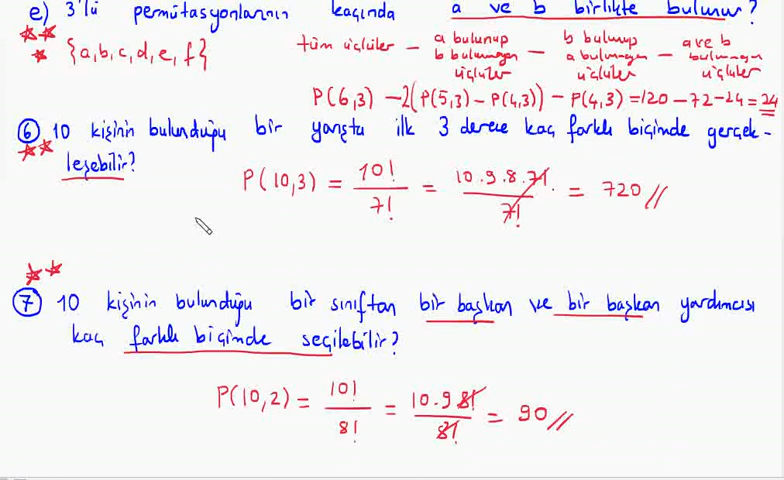 e) 3'lü permütasyonlarının kaçında a ve b birlikte bulunur?
{a,b,c,d,e,f}
tüm üçlüler - a bulunup b bulunmayan üçlüler - b bulunup a bulunmayan üçlüler - a ve b bulunmayan üçlüler
P(6,3) - 2(P(5,3) - P(4,3)) - P(4,3) = 120 - 72 - 24 = 24
6 10 kişinin bulunduğu bir yarışta ilk 3 derece kaç farklı biçimde gerçek-
leşebilir?
P(10,3) = 10!/7! = 10.9.8.7!/7! = 720//
7 10 kişinin bulunduğu bir sınıftan bir başkan ve bir başkan yardımcısı
kaç farklı biçimde seçilebilir?
P(10,2) = 10!/8! = 10.9 8!/8! = 90//